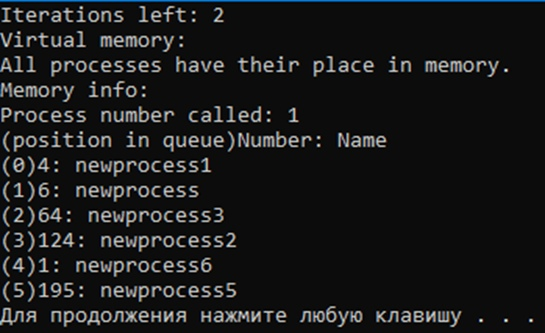 Iterations left: 2
Virtual memory:
All processes have their place in memory.
Memory info:
Process number called: 1
(position in queue)Number: Name
(0)4: newprocess1
(1)6: newprocess
(2)64: newprocess3
(3)124: newprocess2
(4)1: newprocess6
(5)195: newprocess5
Для продолжения нажмите любую клавишу . . .